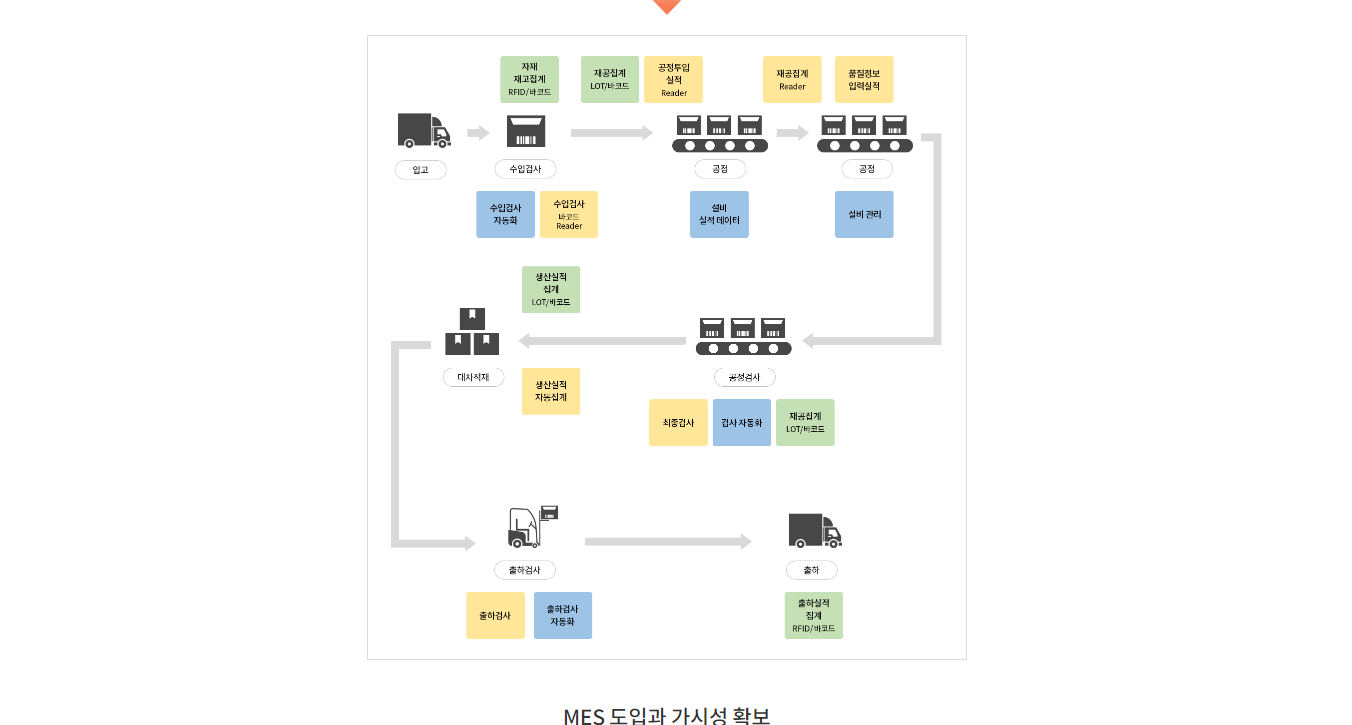 자재
재고집계
RFID/바코드
재공집계
LOT/바코드
공정투입
실적
Reader
재공집계
Reader
품질정보
입력실적
입고
수입검사
공정
공정
수입검사
자동화
수입검사
바코드
Reader
설비
실적 데이터
설비 관리
생산실적
집계
LOT/바코드
대차적재
공정검사
생산실적
자동집계
최종검사
검사 자동화
재공집계
LOT/바코드
출하검사
출하
출하검사
출하검사
자동화
출하실적
집계
RFID/바코드
MES 도입과 가시성 확보